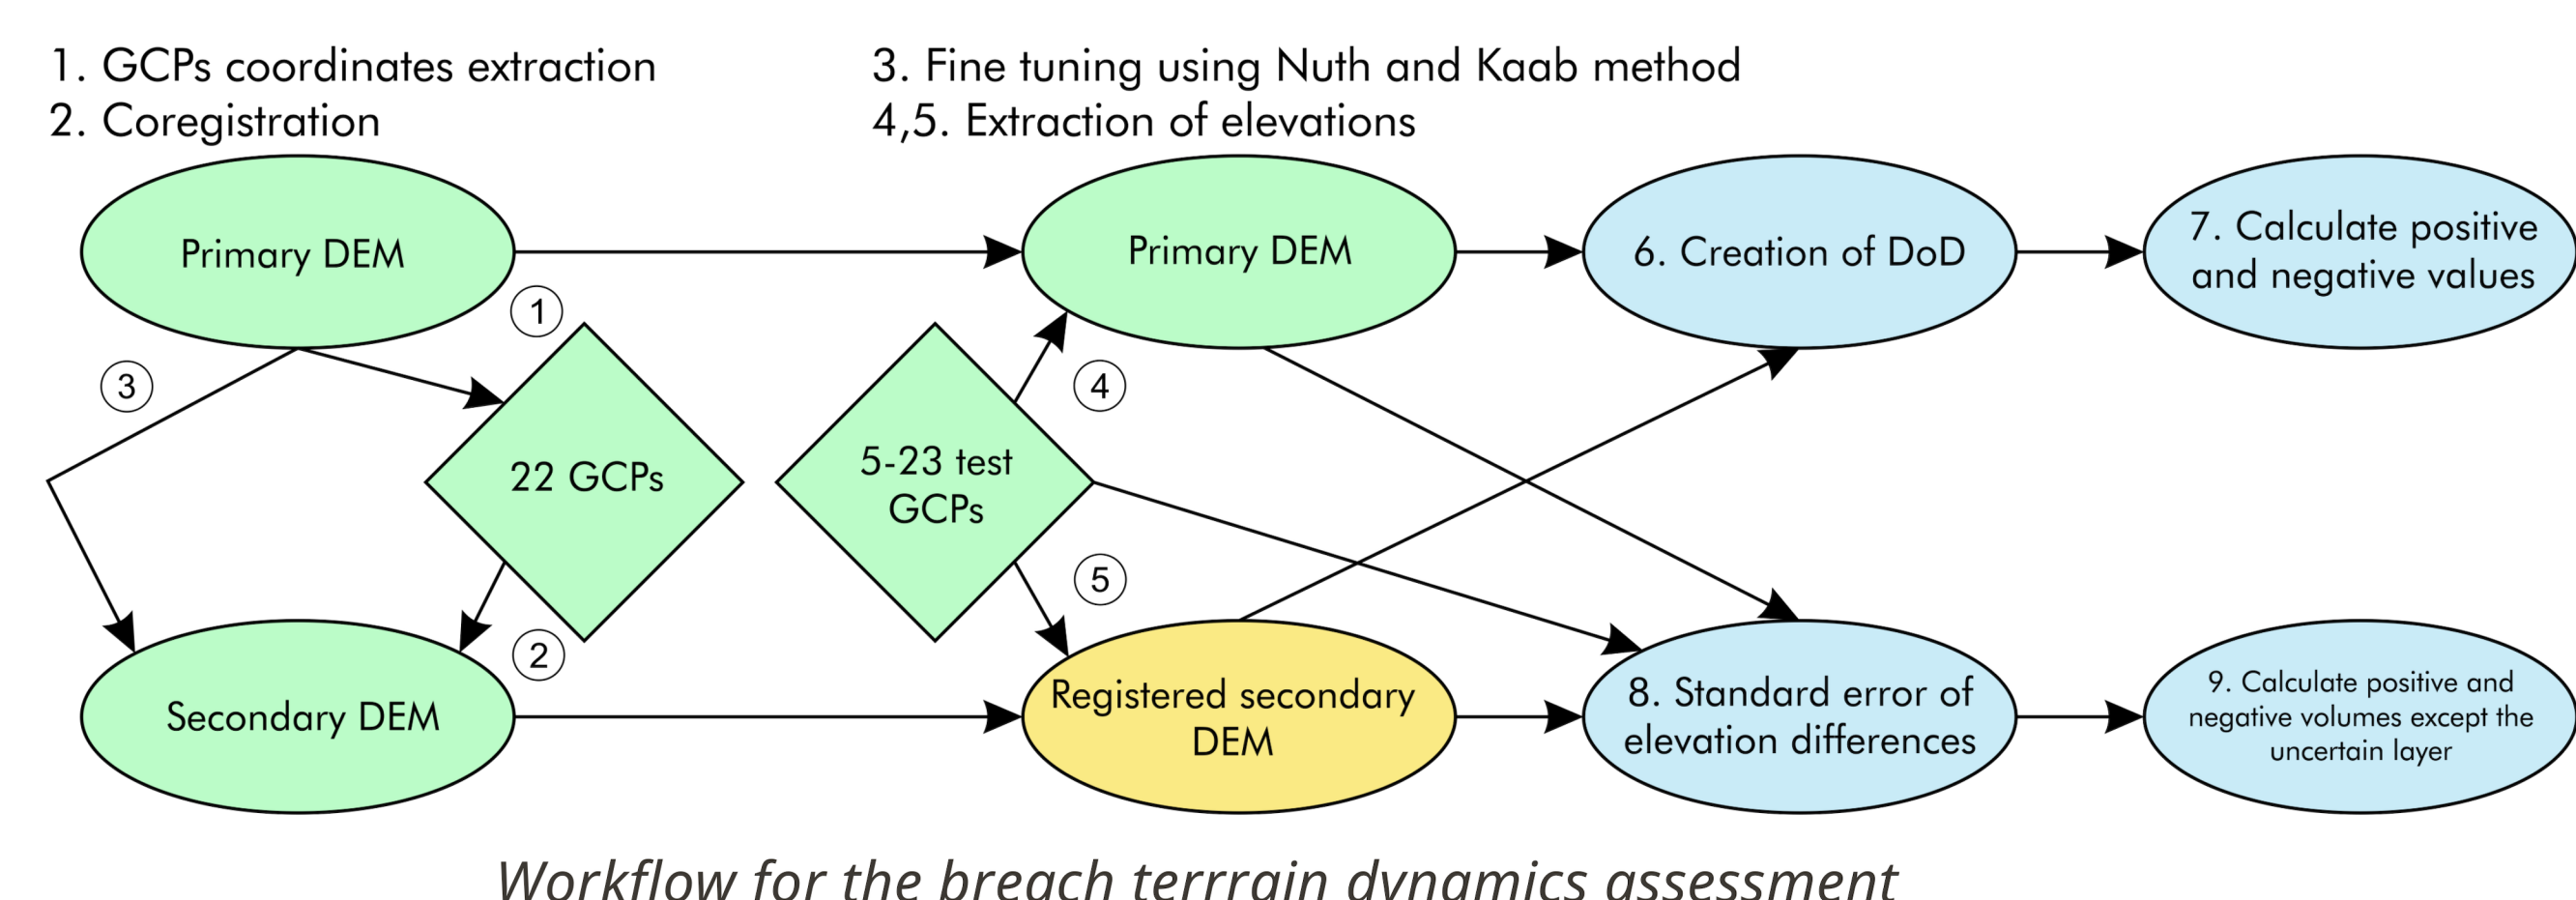 1. GCPs coordinates extraction
2. Coregistration
3. Fine tuning using Nuth and Kaab method
4,5. Extraction of elevations
Primary DEM
Primary DEM
6. Creation of DoD
7. Calculate positive
and negative values
1
3
4
22 GCPs
5-23 test
GCPs
5
2
Secondary DEM
Registered secondary
DEM
8. Standard error of
elevation differences
9. Calculate positive and
negative volumes except the
uncertain layer
Workflow for the breach terrrain dynamics assessment